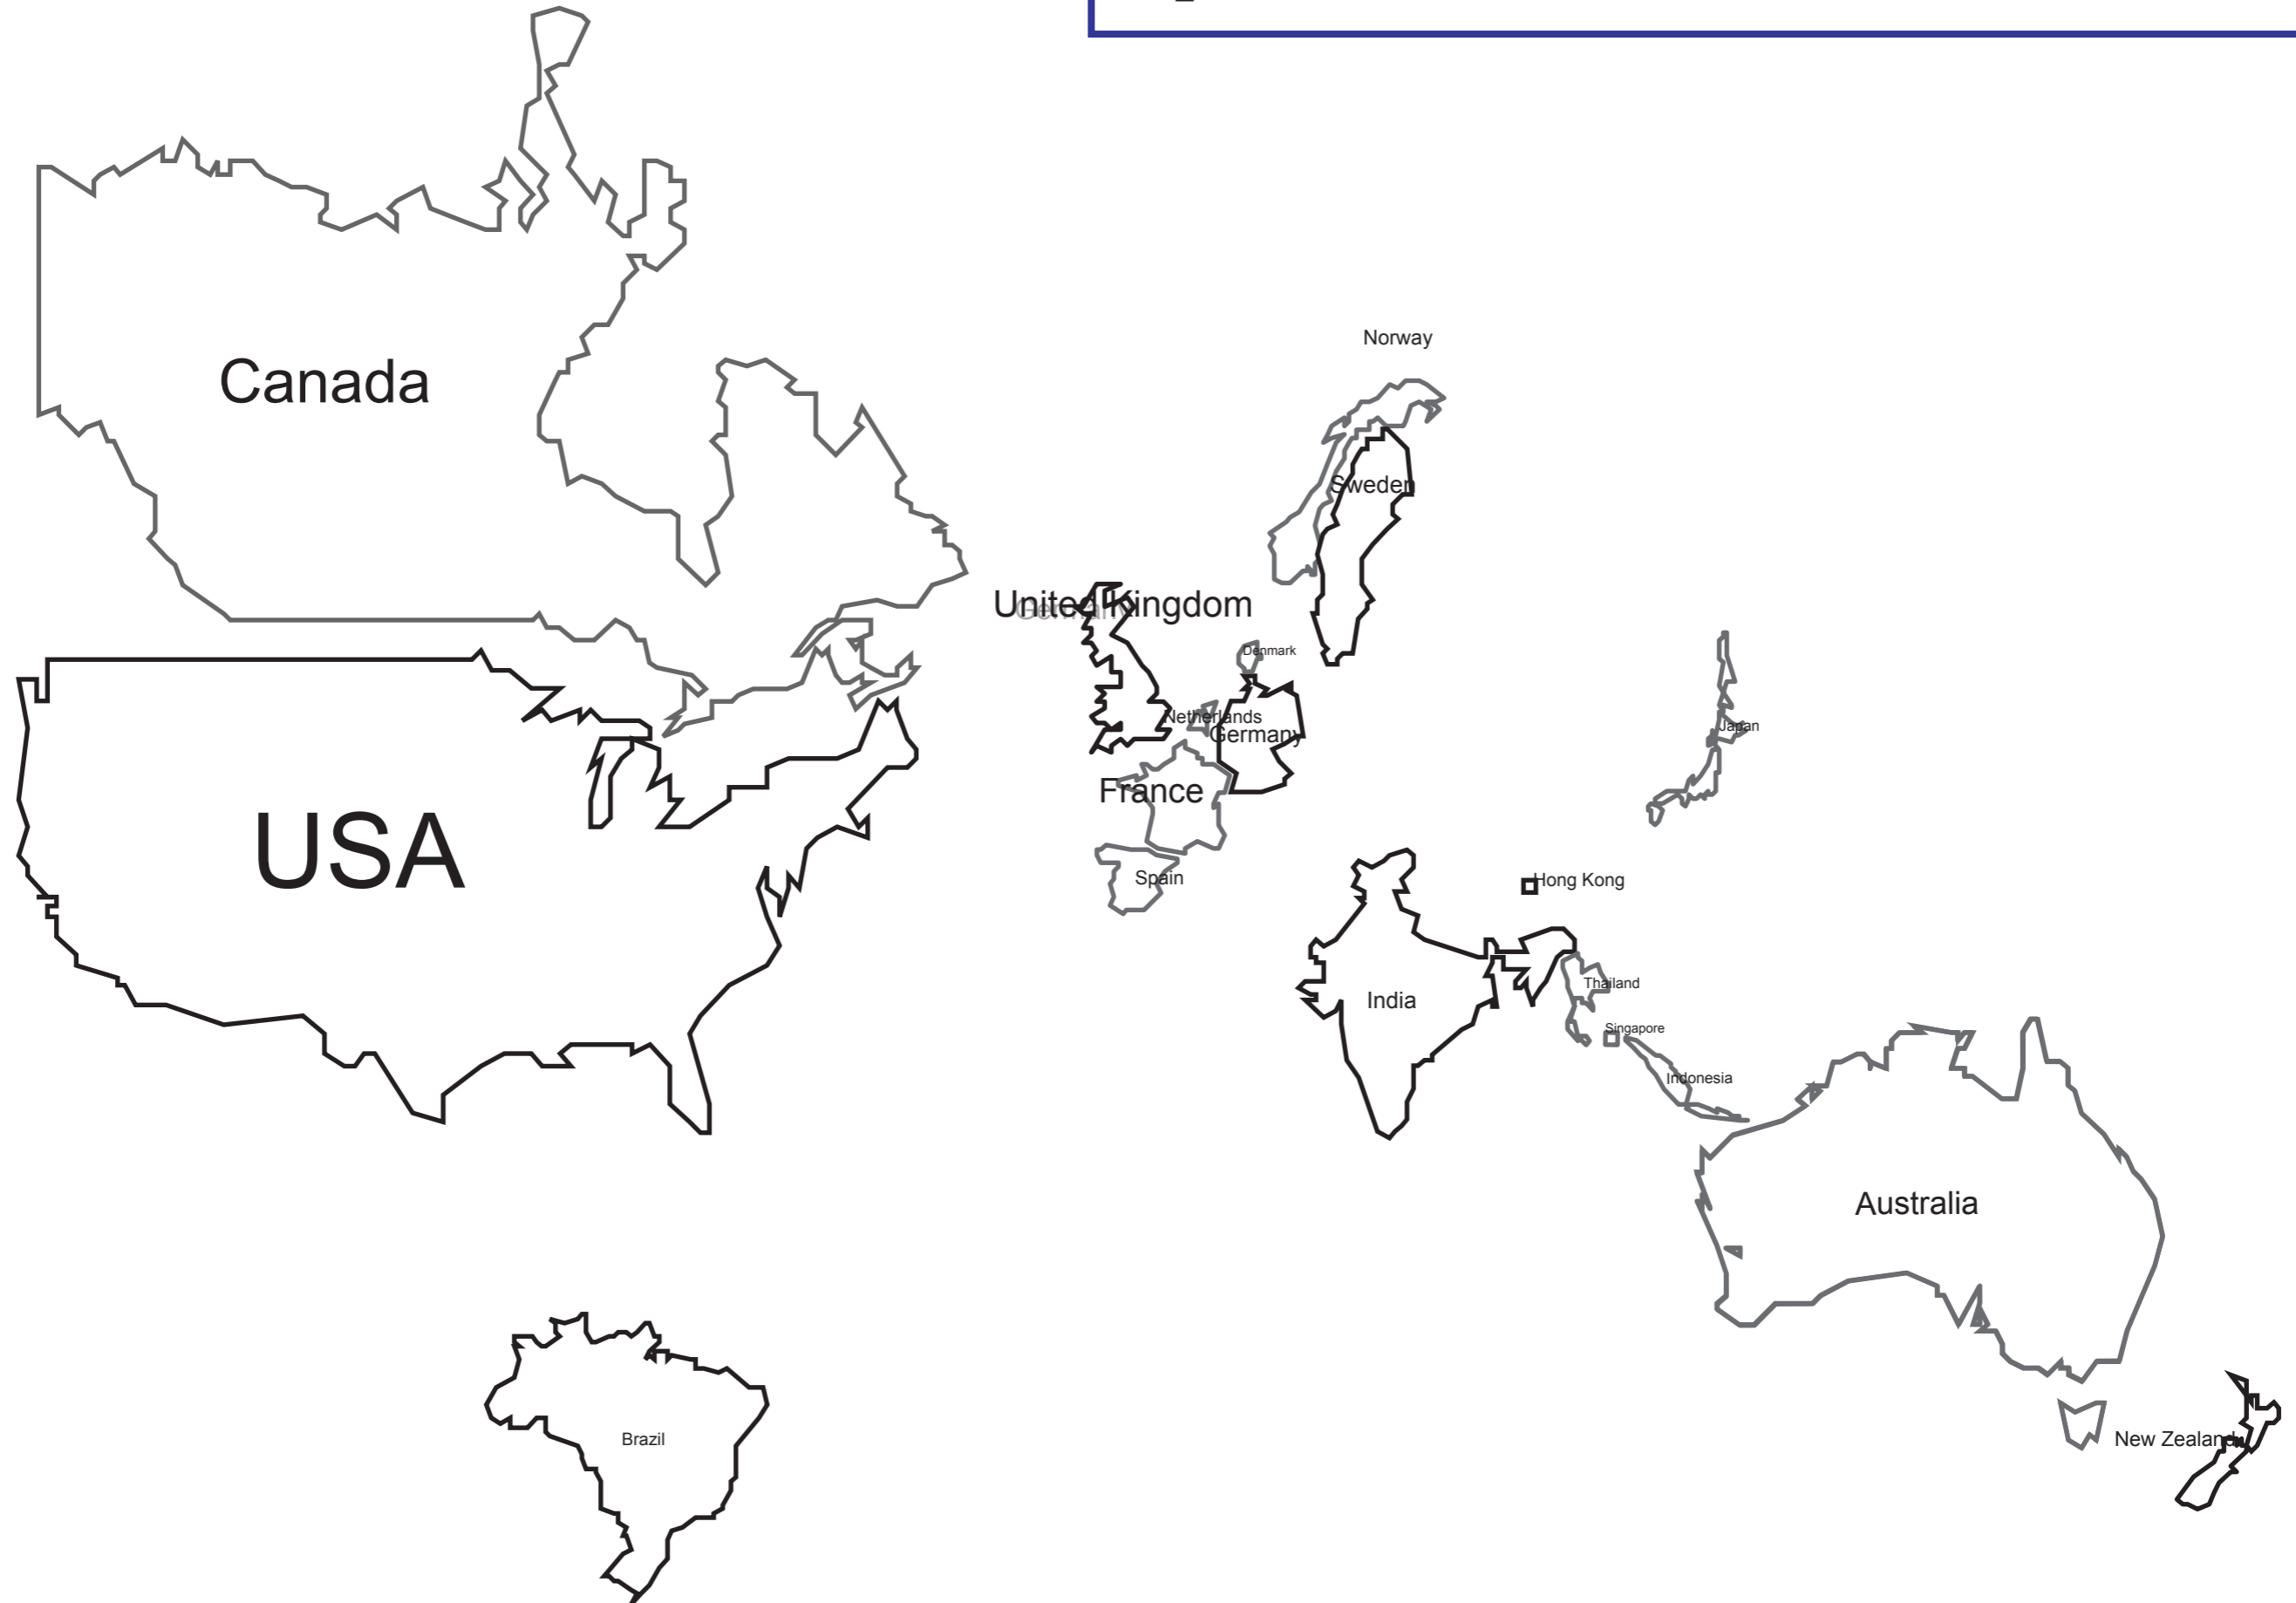 Norway
Canada
Sweden
United Kingdom
Germany
Denmark
Netherlands
Germany
Japan
France
USA
Spain
Hong Kong
Thailand
India
Singapore
Indonesia
Australia
Brazil
New Zealand